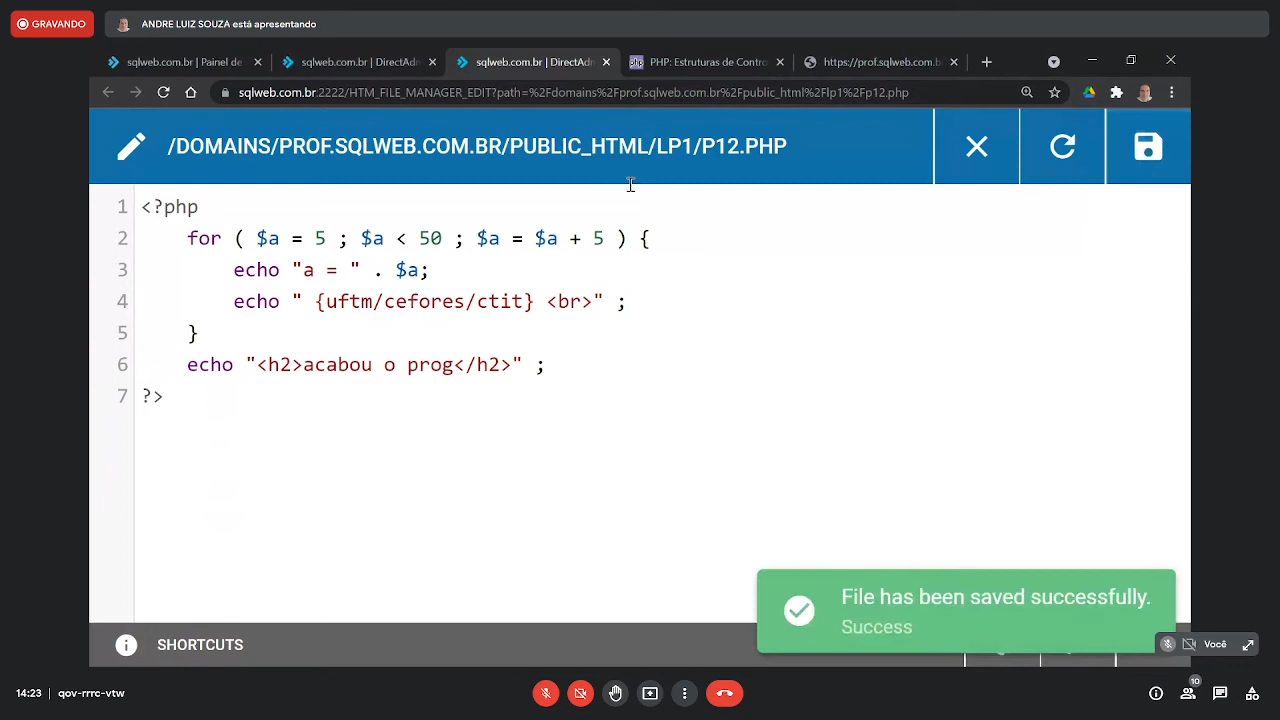 GRAVANDO
ANDRE LUIZ SOUZA está apresentando
sqlweb.com.br | Painel de
sqlweb.com.br | DirectAdm
sqlweb.com.br | DirectAdm
PHP: Estruturas de Contro
https://prof.sqlweb.com.b
sqlweb.com.br:2222/HTM_FILE_MANAGER_EDIT?path=%2Fdomains%2Fprof.sqlweb.com.br%2Fpublic_html%2Flp1%2Fp12.php
/DOMAINS/PROF.SQLWEB.COM.BR/PUBLIC_HTML/LP1/P12.PHP
1 <?php
2 for ( $a = 5 ; $a < 50 ; $a = $a + 5 ) {
3 echo "a = " . $a;
4 echo " {uftm/cefores/ctit} <br>" ;
5 }
6 echo "<h2>acabou o prog</h2>" ;
7 ?>
File has been saved successfully.
Success
SHORTCUTS
Você
14:23 | qov-rrrc-vtw
10